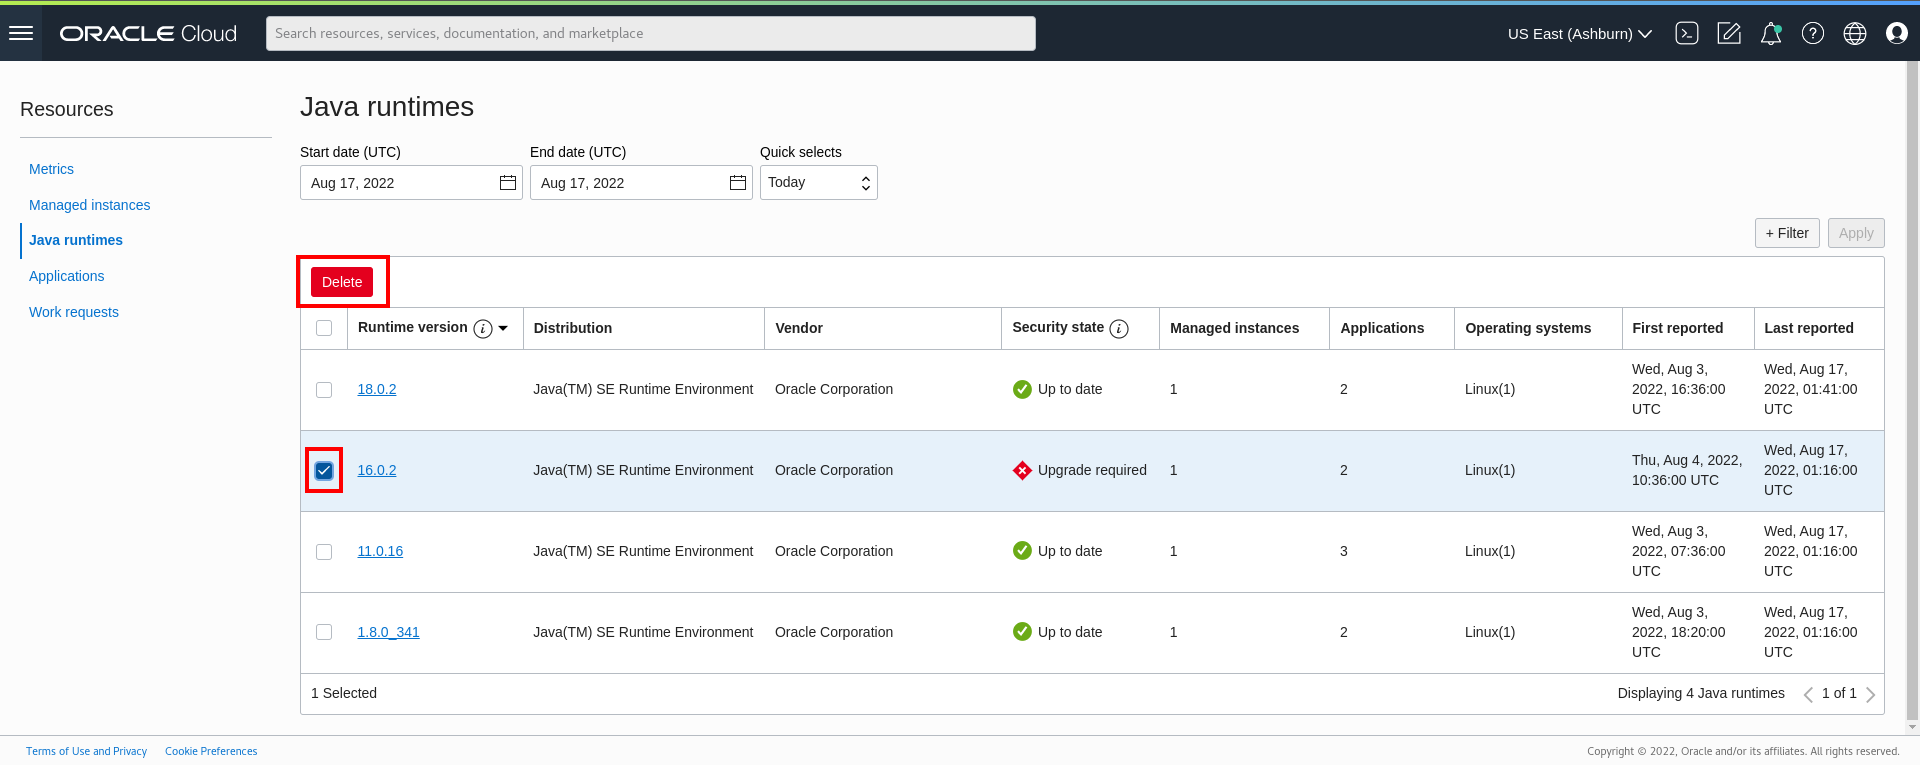 ORACLE Cloud
Search resources, services, documentation, and marketplace
US East (Ashburn)
Resources
Metrics
Managed instances
Java runtimes
Applications
Work requests
Java runtimes
Start date (UTC) End date (UTC) Quick selects
Aug 17, 2022 Aug 17, 2022 Today
+ Filter Apply
Delete
Runtime version i Distribution Vendor Security state i Managed instances Applications Operating systems First reported Last reported
18.0.2 Java(TM) SE Runtime Environment Oracle Corporation Up to date 1 2 Linux(1) Wed, Aug 3, 2022, 16:36:00 UTC Wed, Aug 17, 2022, 01:41:00 UTC
16.0.2 Java(TM) SE Runtime Environment Oracle Corporation Upgrade required 1 2 Linux(1) Thu, Aug 4, 2022, 10:36:00 UTC Wed, Aug 17, 2022, 01:16:00 UTC
11.0.16 Java(TM) SE Runtime Environment Oracle Corporation Up to date 1 3 Linux(1) Wed, Aug 3, 2022, 07:36:00 UTC Wed, Aug 17, 2022, 01:16:00 UTC
1.8.0_341 Java(TM) SE Runtime Environment Oracle Corporation Up to date 1 2 Linux(1) Wed, Aug 3, 2022, 18:20:00 UTC Wed, Aug 17, 2022, 01:16:00 UTC
1 Selected
Displaying 4 Java runtimes 1 of 1
Terms of Use and Privacy Cookie Preferences
Copyright © 2022, Oracle and/or its affiliates. All rights reserved.